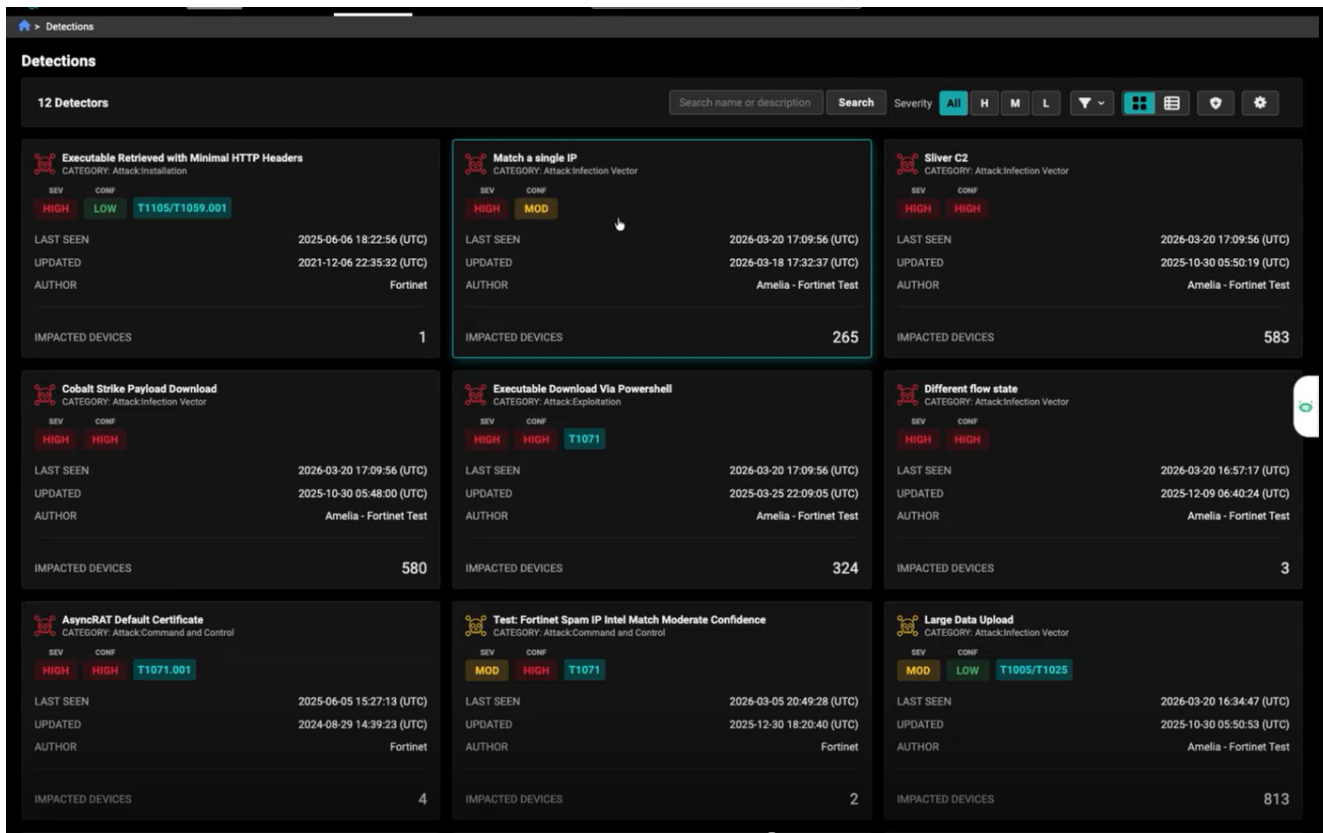 > Detections
Detections
12 Detectors
Search name or description
Search
Severity
All
H
M
L
Executable Retrieved with Minimal HTTP Headers
CATEGORY: Attack:Installation
SEV CONF
HIGH LOW T1105/T1059.001
LAST SEEN 2025-06-06 18:22:56 (UTC)
UPDATED 2021-12-06 22:35:32 (UTC)
AUTHOR Fortinet
IMPACTED DEVICES 1
Match a single IP
CATEGORY: Attack:Infection Vector
SEV CONF
HIGH MOD
LAST SEEN 2026-03-20 17:09:56 (UTC)
UPDATED 2026-03-18 17:32:37 (UTC)
AUTHOR Amelia - Fortinet Test
IMPACTED DEVICES 265
Sliver C2
CATEGORY: Attack:Infection Vector
SEV CONF
HIGH HIGH
LAST SEEN 2026-03-20 17:09:56 (UTC)
UPDATED 2025-10-30 05:50:19 (UTC)
AUTHOR Amelia - Fortinet Test
IMPACTED DEVICES 583
Cobalt Strike Payload Download
CATEGORY: Attack:Infection Vector
SEV CONF
HIGH HIGH
LAST SEEN 2026-03-20 17:09:56 (UTC)
UPDATED 2025-10-30 05:48:00 (UTC)
AUTHOR Amelia - Fortinet Test
IMPACTED DEVICES 580
Executable Download Via Powershell
CATEGORY: Attack:Exploitation
SEV CONF
HIGH HIGH T1071
LAST SEEN 2026-03-20 17:09:56 (UTC)
UPDATED 2025-03-25 22:09:05 (UTC)
AUTHOR Amelia - Fortinet Test
IMPACTED DEVICES 324
Different flow state
CATEGORY: Attack:Infection Vector
SEV CONF
HIGH HIGH
LAST SEEN 2026-03-20 16:57:17 (UTC)
UPDATED 2025-12-09 06:40:24 (UTC)
AUTHOR Amelia - Fortinet Test
IMPACTED DEVICES 3
AsyncRAT Default Certificate
CATEGORY: Attack:Command and Control
SEV CONF
HIGH HIGH T1071.001
LAST SEEN 2025-06-05 15:27:13 (UTC)
UPDATED 2024-08-29 14:39:23 (UTC)
AUTHOR Fortinet
IMPACTED DEVICES 4
Test: Fortinet Spam IP Intel Match Moderate Confidence
CATEGORY: Attack:Command and Control
SEV CONF
MOD HIGH T1071
LAST SEEN 2026-03-05 20:49:28 (UTC)
UPDATED 2025-12-30 18:20:40 (UTC)
AUTHOR Fortinet
IMPACTED DEVICES 2
Large Data Upload
CATEGORY: Attack:Infection Vector
SEV CONF
MOD LOW T1005/T1025
LAST SEEN 2026-03-20 16:34:47 (UTC)
UPDATED 2025-10-30 05:50:53 (UTC)
AUTHOR Amelia - Fortinet Test
IMPACTED DEVICES 813